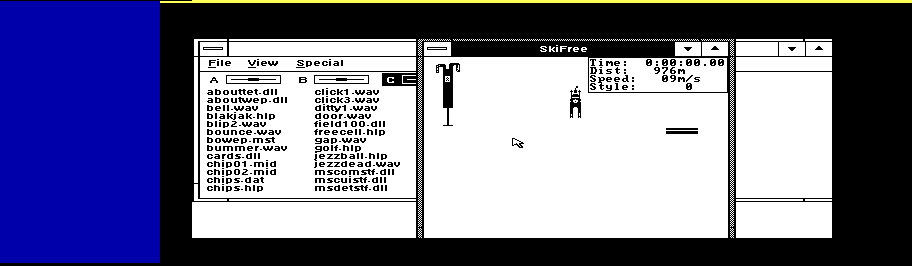 SkiFree
File View Special
Time: 0:00:00.00
Dist: 976m
Speed: 09m/s
Style: 0
A B C
abouttet.dll click1.wav
aboutwep.dll click3.wav
bell.wav ditty1.wav
blakjak.hlp door.wav
blip2.wav field100.dll
bounce.wav freecell.hlp
bowep.mst gap.wav
bummer.wav golf.hlp
cards.dll jezzball.hlp
chip01.mid jezzdead.wav
chip02.mid mscomstf.dll
chips.dat mscuistf.dll
chips.hlp msdetstf.dll